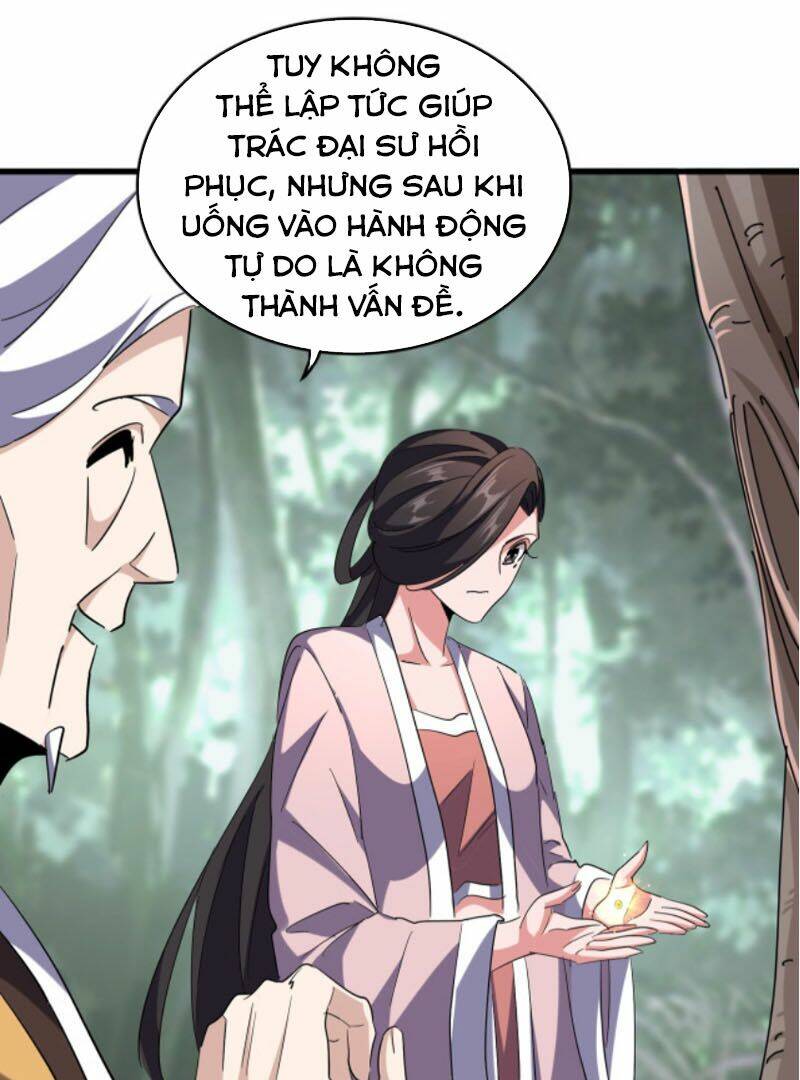 TUY KHÔNG
THỂ LẬP TỨC GIÚP
TRÁC ĐẠI SƯ HỒI
PHỤC, NHƯNG SAU KHI
UỐNG VÀO HÀNH ĐỘNG
TỰ DO LÀ KHÔNG
THÀNH VẤN ĐỀ.